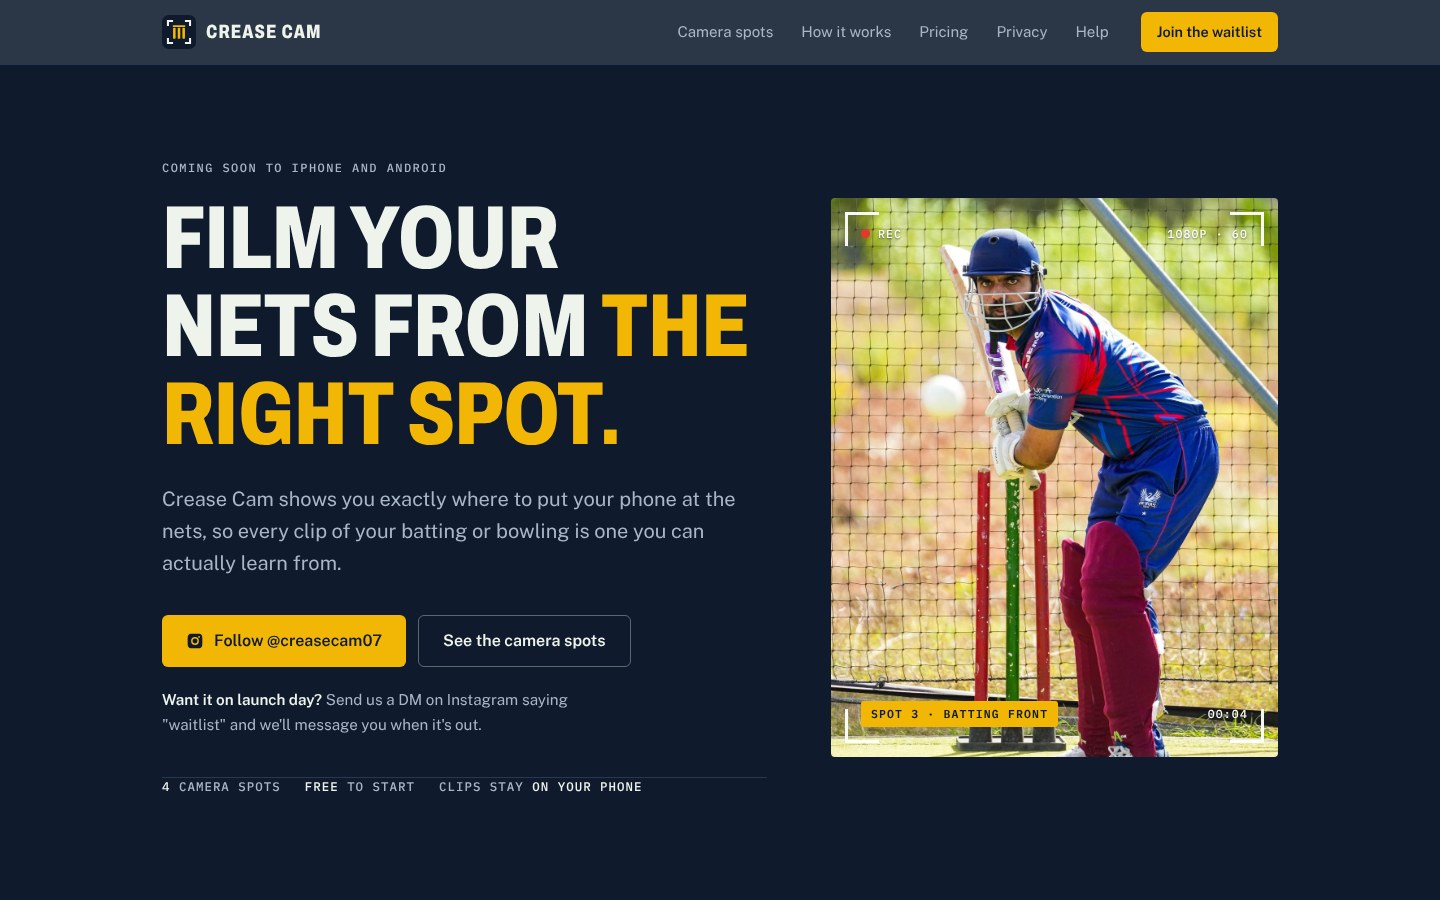 CREASE CAM
Camera spots
How it works
Pricing
Privacy
Help
Join the waitlist
COMING SOON TO IPHONE AND ANDROID
FILM YOUR
NETS FROM THE
RIGHT SPOT.
Crease Cam shows you exactly where to put your phone at the
nets, so every clip of your batting or bowling is one you can
actually learn from.
Follow @creasecam07
See the camera spots
Want it on launch day? Send us a DM on Instagram saying
"waitlist" and we'll message you when it's out.
4 CAMERA SPOTS FREE TO START CLIPS STAY ON YOUR PHONE
REC
1080P · 60
SPOT 3 · BATTING FRONT
00:04